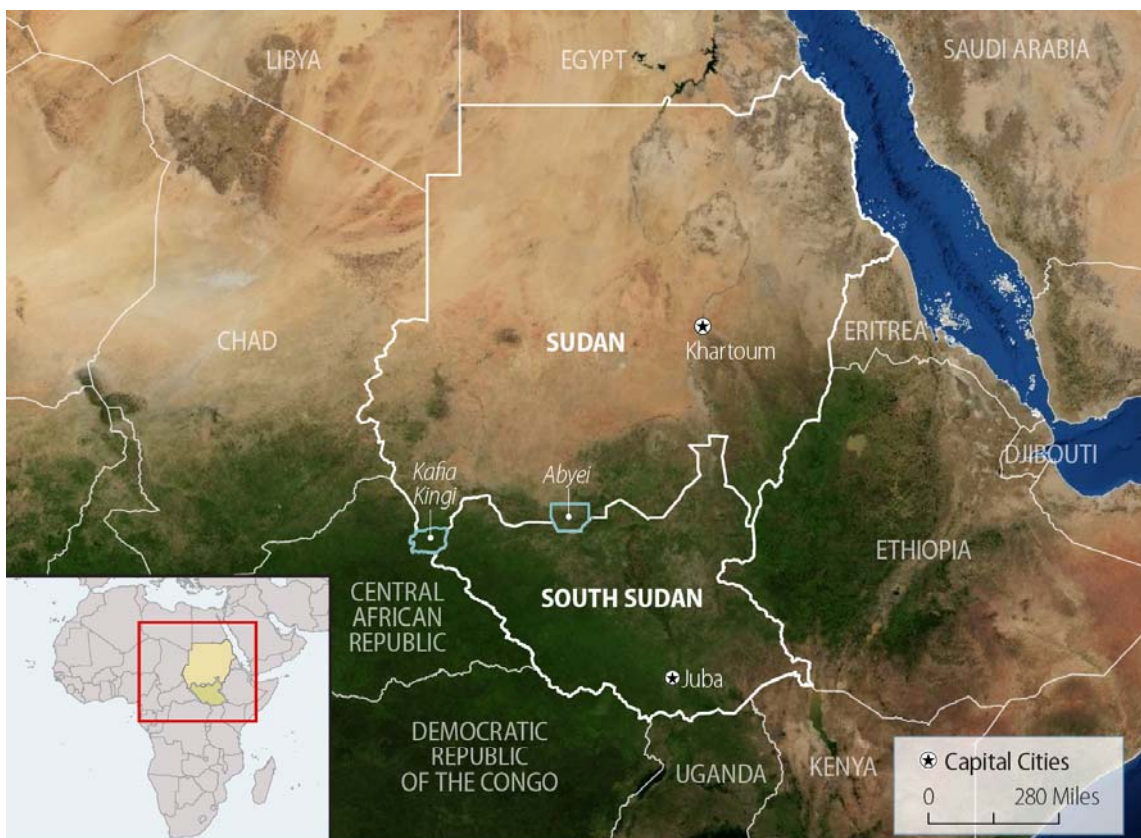 LIBYA
EGYPT
SAUDI ARABIA
CHAD
SUDAN
Khartoum
ERITREA
DJIBOUTI
Kafia
Kingi
Abyei
ETHIOPIA
CENTRAL
AFRICAN
REPUBLIC
SOUTH SUDAN
Juba
DEMOCRATIC
REPUBLIC
OF THE CONGO
UGANDA
KENYA
Capital Cities
0 280 Miles